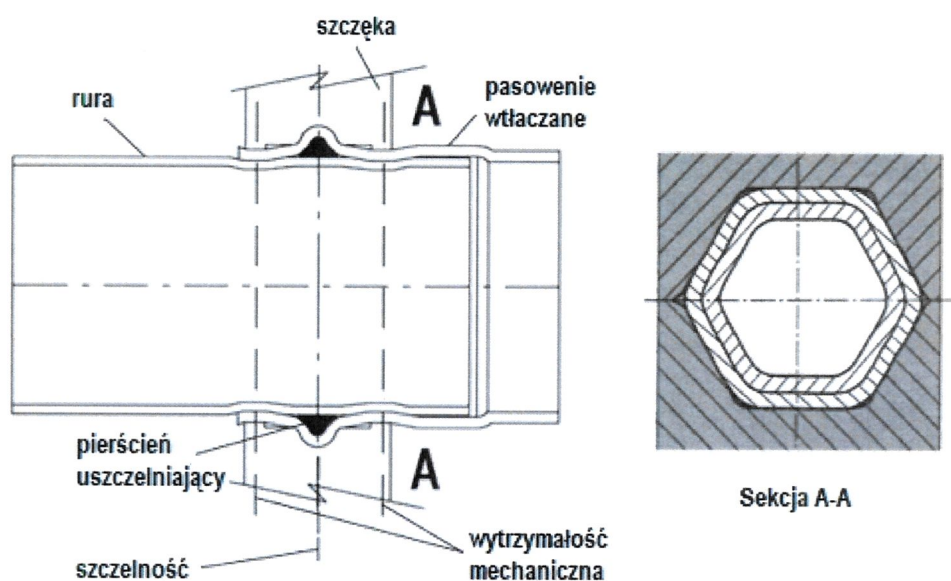 szczęka
rura
A
pasowenie
wtłaczane
pierścień
uszczelniający
A
Sekcja A-A
wytrzymałość
mechaniczna
szczelność